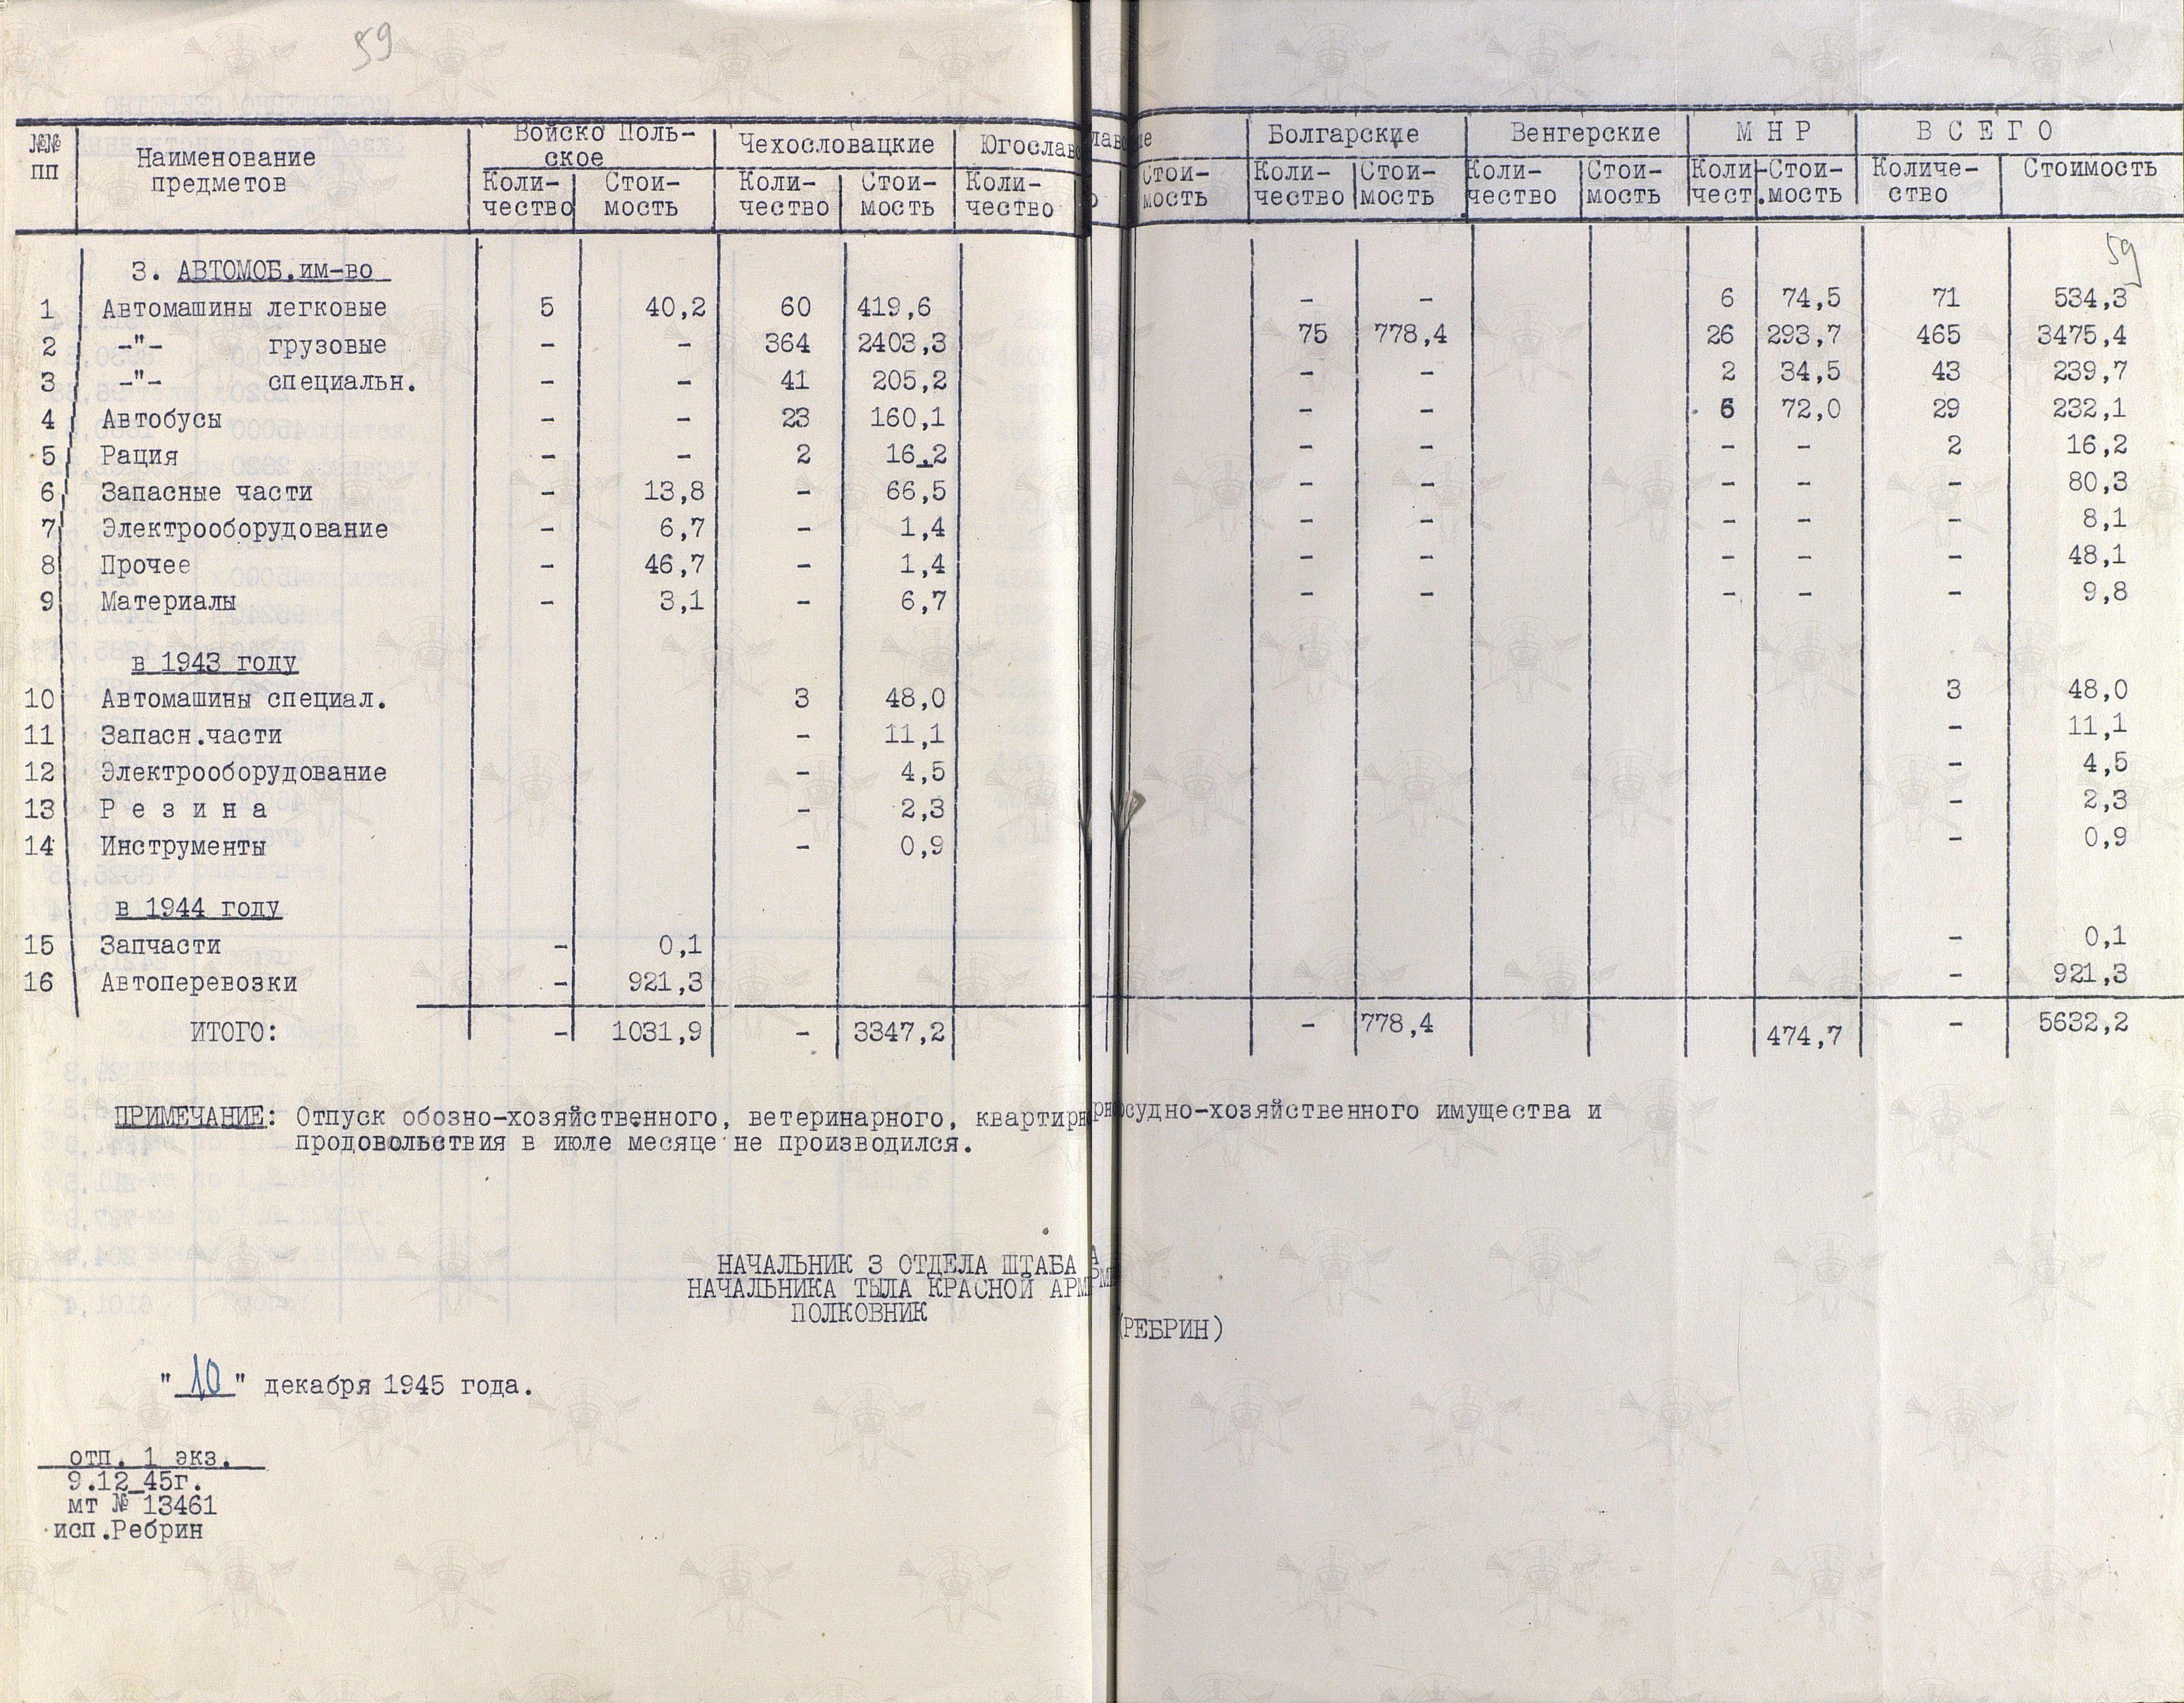 59
№№ пп | Наименование предметов | Войско Поль-ское | Чехословацкие | Югослав | лавские | Болгарские | Венгерские | М Н Р | В С Е Г О
Коли-чество | Стои-мость | Коли-чество | Стои-мость | Коли-чество | Стои-мость | Коли-чество | Стои-мость | Коли-чество | Стои-мость | Коли-чест. | Стои-мость | Количе-ство | Стоимость
59
3. АВТОМОБ.им-во
1 Автомашины легковые 5 40,2 60 419,6 - - 6 74,5 71 534,3
2 -"- грузовые - - 364 2403,3 75 778,4 26 293,7 465 3475,4
3 -"- специальн. - - 41 205,2 - - 2 34,5 43 239,7
4 Автобусы - - 23 160,1 - - 6 72,0 29 232,1
5 Рация - - 2 16,2 - - - - 2 16,2
6 Запасные части - 13,8 - 66,5 - - - - - 80,3
7 Электрооборудование - 6,7 - 1,4 - - - - - 8,1
8 Прочее - 46,7 - 1,4 - - - - - 48,1
9 Материалы - 3,1 - 6,7 - - - - - 9,8
в 1943 году
10 Автомашины специал. 3 48,0 3 48,0
11 Запасн.части - 11,1 - 11,1
12 Электрооборудование - 4,5 - 4,5
13 Р е з и н а - 2,3 - 2,3
14 Инструменты - 0,9 - 0,9
в 1944 году
15 Запчасти - 0,1 - 0,1
16 Автоперевозки - 921,3 - 921,3
ИТОГО: - 1031,9 - 3347,2 - 778,4 474,7 - 5632,2
ПРИМЕЧАНИЕ: Отпуск обозно-хозяйственного, ветеринарного, квартирн рносудно-хозяйственного имущества и
продовольствия в июле месяце не производился.
НАЧАЛЬНИК 3 ОТДЕЛА ШТАБА
НАЧАЛЬНИКА ТЫЛА КРАСНОЙ АРМ
ПОЛКОВНИК
(РЕБРИН)
"10" декабря 1945 года.
отп. 1 экз.
9.12_45г.
мт № 13461
исп.Ребрин